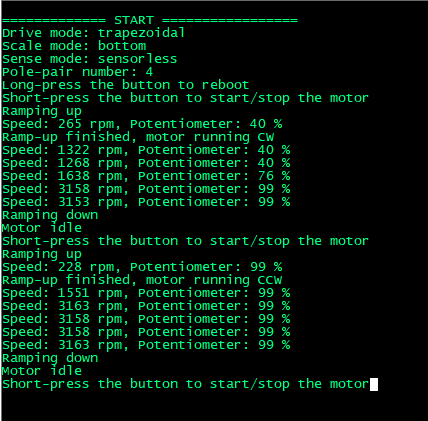 ============= START =================
Drive mode: trapezoidal
Scale mode: bottom
Sense mode: sensorless
Pole-pair number: 4
Long-press the button to reboot
Short-press the button to start/stop the motor
Ramping up
Speed: 265 rpm, Potentiometer: 40 %
Ramp-up finished, motor running CW
Speed: 1322 rpm, Potentiometer: 40 %
Speed: 1268 rpm, Potentiometer: 40 %
Speed: 1638 rpm, Potentiometer: 76 %
Speed: 3158 rpm, Potentiometer: 99 %
Speed: 3153 rpm, Potentiometer: 99 %
Ramping down
Motor idle
Short-press the button to start/stop the motor
Ramping up
Speed: 228 rpm, Potentiometer: 99 %
Ramp-up finished, motor running CCW
Speed: 1551 rpm, Potentiometer: 99 %
Speed: 3163 rpm, Potentiometer: 99 %
Speed: 3158 rpm, Potentiometer: 99 %
Speed: 3158 rpm, Potentiometer: 99 %
Speed: 3163 rpm, Potentiometer: 99 %
Ramping down
Motor idle
Short-press the button to start/stop the motor